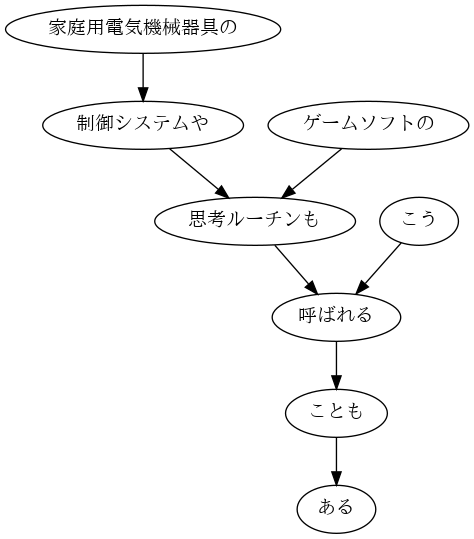 家庭用電気機械器具の
制御システムや
ゲームソフトの
思考ルーチンも
こう
呼ばれる
ことも
ある